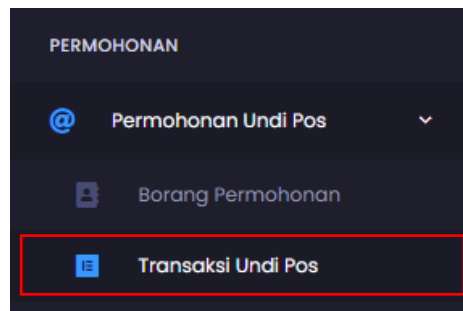 PERMOHONAN
Permohonan Undi Pos
Borang Permohonan
Transaksi Undi Pos